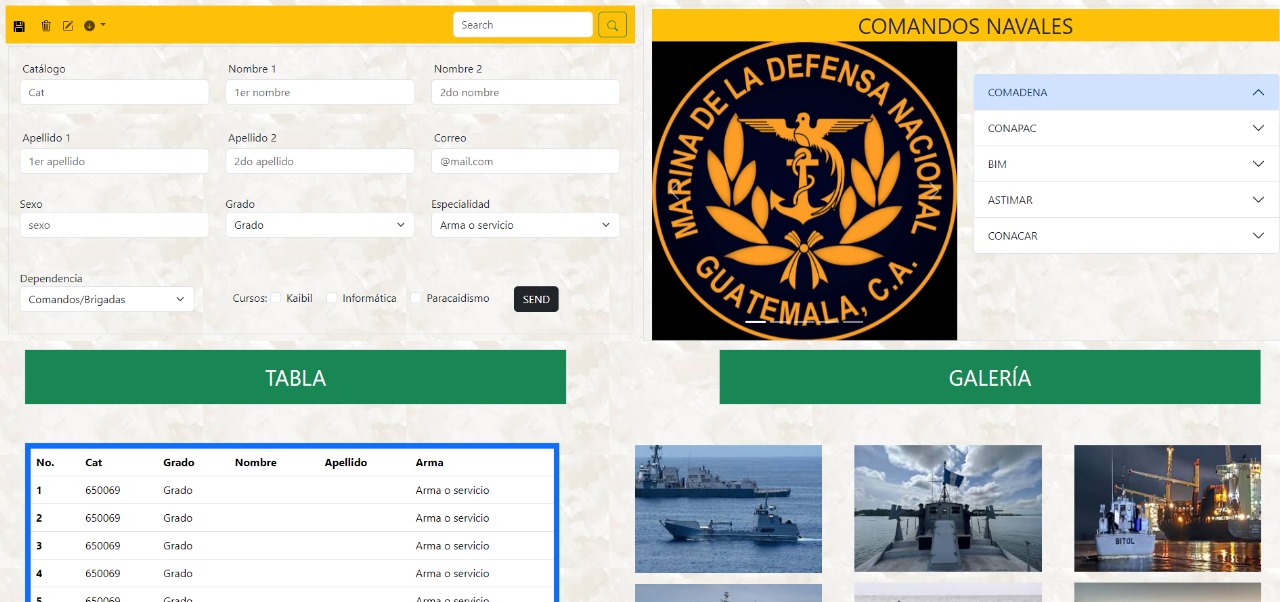 Search
Catálogo
Nombre 1
Nombre 2
Cat
1er nombre
2do nombre
Apellido 1
Apellido 2
Correo
1er apellido
2do apellido
@mail.com
Sexo
Grado
Especialidad
sexo
Grado
Arma o servicio
Dependencia
Comandos/Brigadas
Cursos: Kaibil Informática Paracaidismo SEND
COMANDOS NAVALES
MARINA DE LA DEFENSA NACIONAL
GUATEMALA, C.A.
COMADENA
CONAPAC
BIM
ASTIMAR
CONACAR
TABLA
GALERÍA
No. Cat Grado Nombre Apellido Arma
1 650069 Grado Arma o servicio
2 650069 Grado Arma o servicio
3 650069 Grado Arma o servicio
4 650069 Grado Arma o servicio
5 650069 Grado Arma o servicio
BITOL